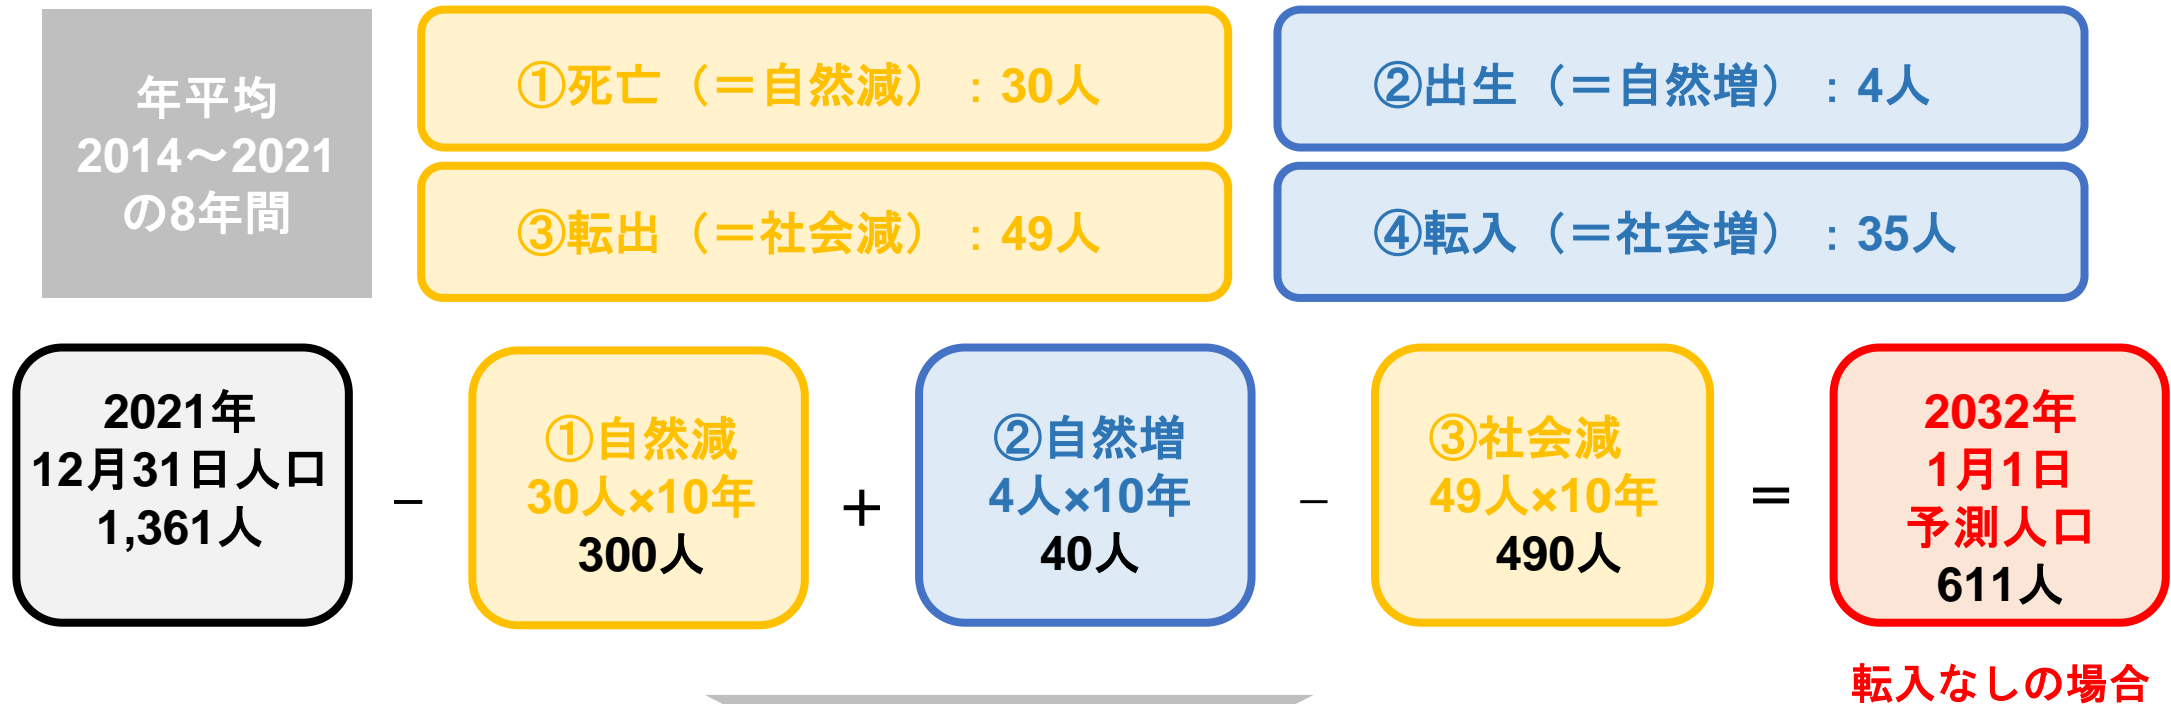 年平均
2014～2021
の8年間
①死亡（＝自然減）：30人
②出生（＝自然増）：4人
③転出（＝社会減）：49人
④転入（＝社会増）：35人
2021年
12月31日人口
1,361人
−
①自然減
30人×10年
300人
＋
②自然増
4人×10年
40人
−
③社会減
49人×10年
490人
＝
2032年
1月1日
予測人口
611人
転入なしの場合